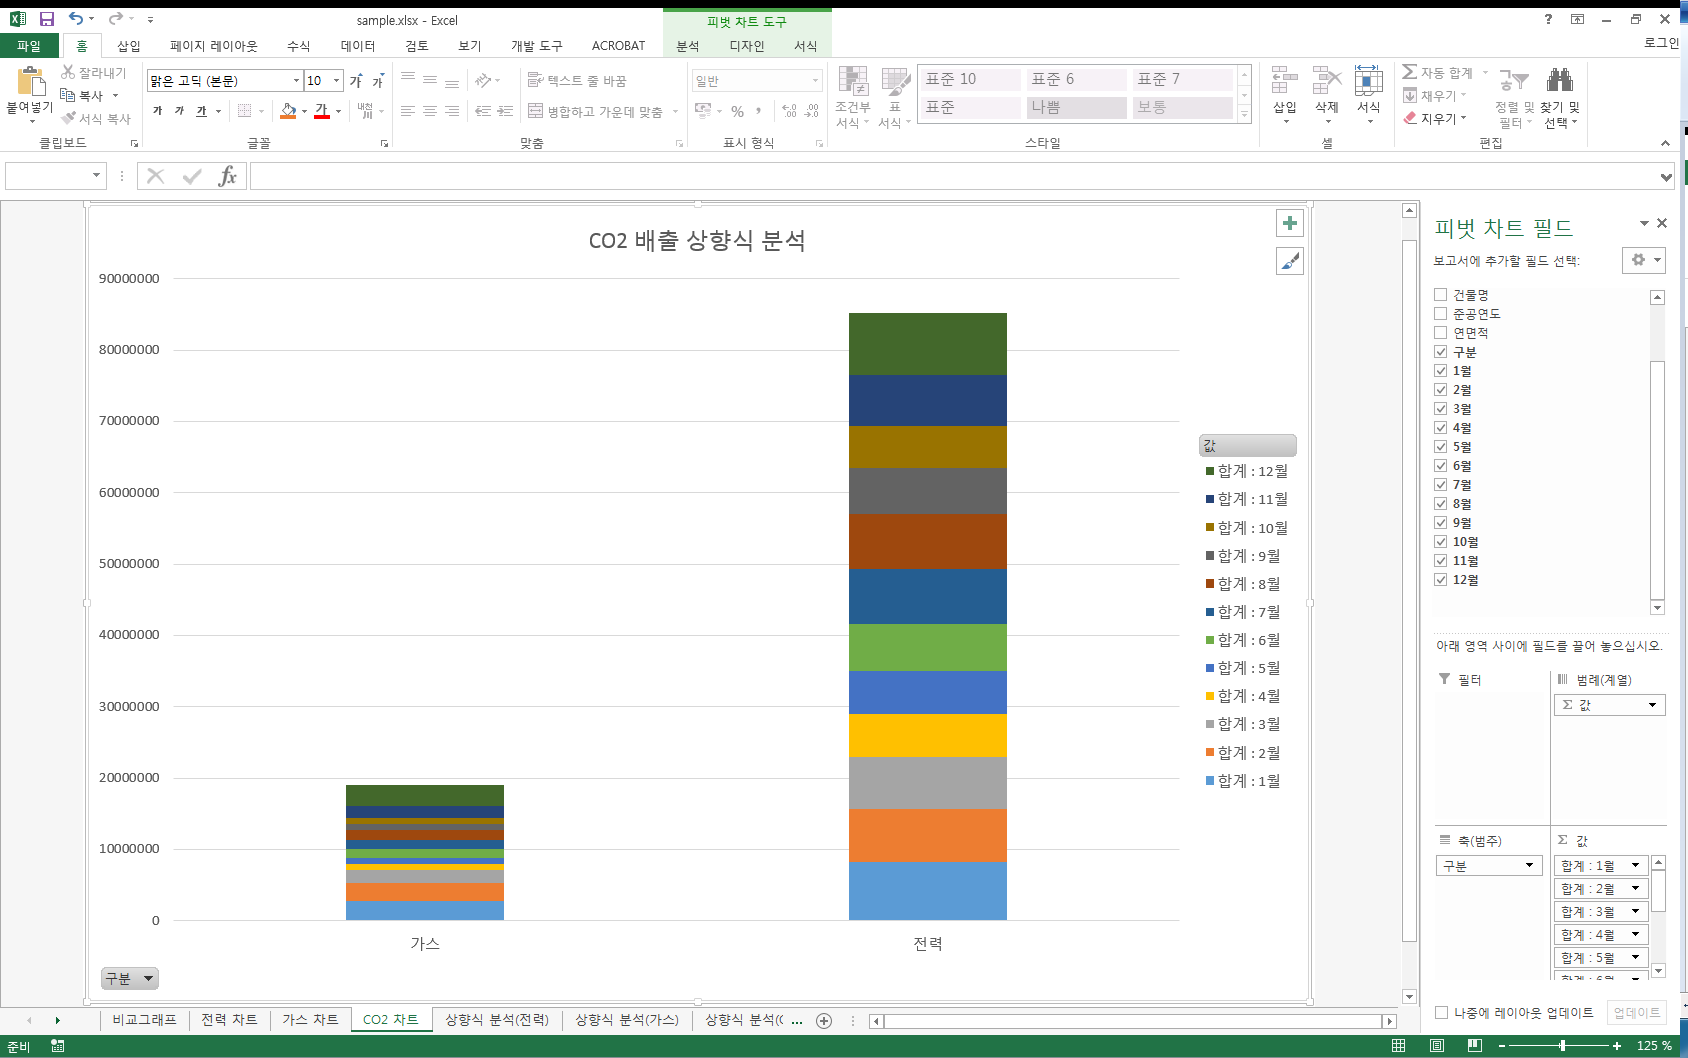 sample.xlsx - Excel
피벗 차트 도구
파일 홈 삽입 페이지 레이아웃 수식 데이터 검토 보기 개발 도구 ACROBAT 분석 디자인 서식
로그인
붙여넣기
잘라내기
복사
서식 복사
클립보드
맑은 고딕 (본문) 10
가 가
가 가 가 가 내천
글꼴
텍스트 줄 바꿈
병합하고 가운데 맞춤
맞춤
일반
%
표시 형식
조건부 서식
표 서식
표준 10 표준 6 표준 7
표준 나쁨 보통
스타일
삽입 삭제 서식
셀
자동 합계
채우기
지우기
정렬 및 필터
찾기 및 선택
편집
fx
CO2 배출 상향식 분석
90000000
80000000
70000000
60000000
50000000
40000000
30000000
20000000
10000000
0
가스 전력
구분
값
합계 : 12월
합계 : 11월
합계 : 10월
합계 : 9월
합계 : 8월
합계 : 7월
합계 : 6월
합계 : 5월
합계 : 4월
합계 : 3월
합계 : 2월
합계 : 1월
피벗 차트 필드
보고서에 추가할 필드 선택:
건물명
준공연도
연면적
구분
1월
2월
3월
4월
5월
6월
7월
8월
9월
10월
11월
12월
아래 영역 사이에 필드를 끌어 놓으십시오.
필터
범례(계열)
Σ 값
축(범주)
구분
Σ 값
합계 : 1월
합계 : 2월
합계 : 3월
합계 : 4월
합계 : 5월
합계 : 6월
나중에 레이아웃 업데이트 업데이트
비교그래프 전력 차트 가스 차트 CO2 차트 상향식 분석(전력) 상향식 분석(가스) 상향식 분석(C ...
준비
125 %